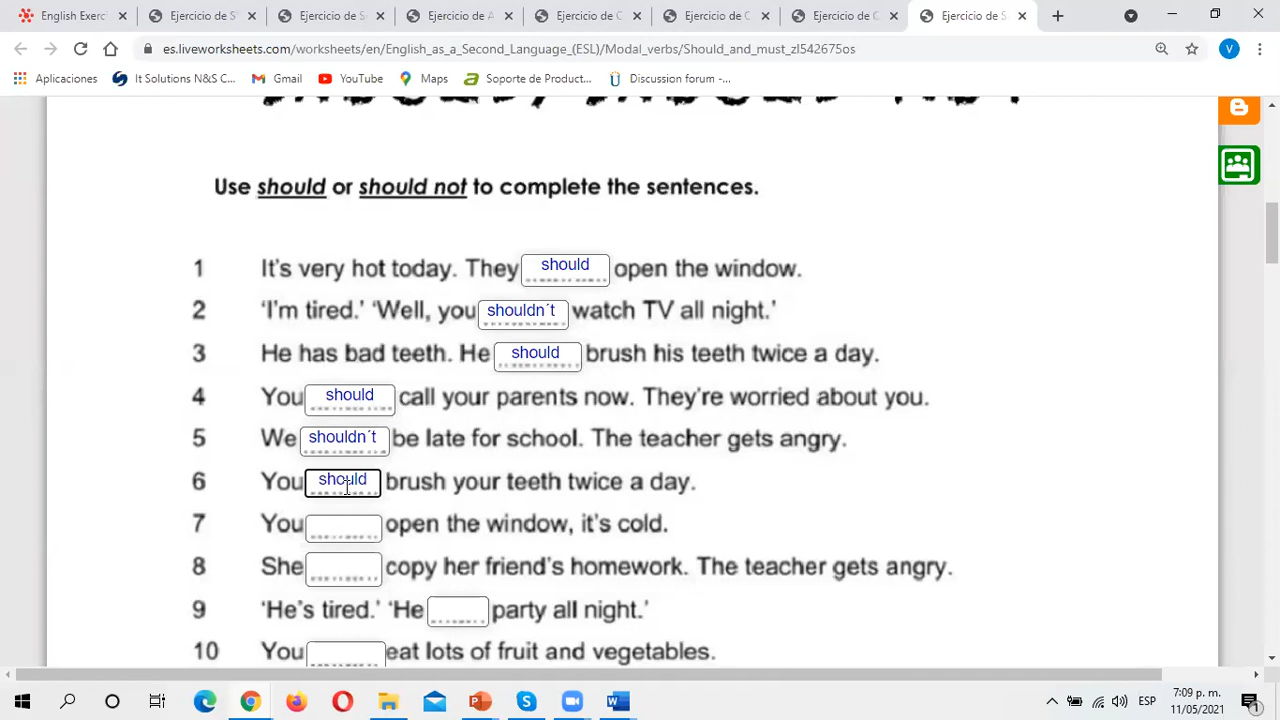 English Exerc
Ejercicio de S
Ejercicio de S
Ejercicio de A
Ejercicio de C
Ejercicio de C
Ejercicio de C
Ejercicio de S
es.liveworksheets.com/worksheets/en/English_as_a_Second_Language_(ESL)/Modal_verbs/Should_and_must_zl542675os
V
Aplicaciones
It Solutions N&S C...
Gmail
YouTube
Maps
Soporte de Product...
Discussion forum -...
Use should or should not to complete the sentences.
1 It's very hot today. They should open the window.
2 'I'm tired.' 'Well, you shouldn´t watch TV all night.'
3 He has bad teeth. He should brush his teeth twice a day.
4 You should call your parents now. They're worried about you.
5 We shouldn´t be late for school. The teacher gets angry.
6 You should brush your teeth twice a day.
7 You open the window, it's cold.
8 She copy her friend's homework. The teacher gets angry.
9 'He's tired.' 'He party all night.'
10 You eat lots of fruit and vegetables.
ESP
7:09 p. m.
11/05/2021